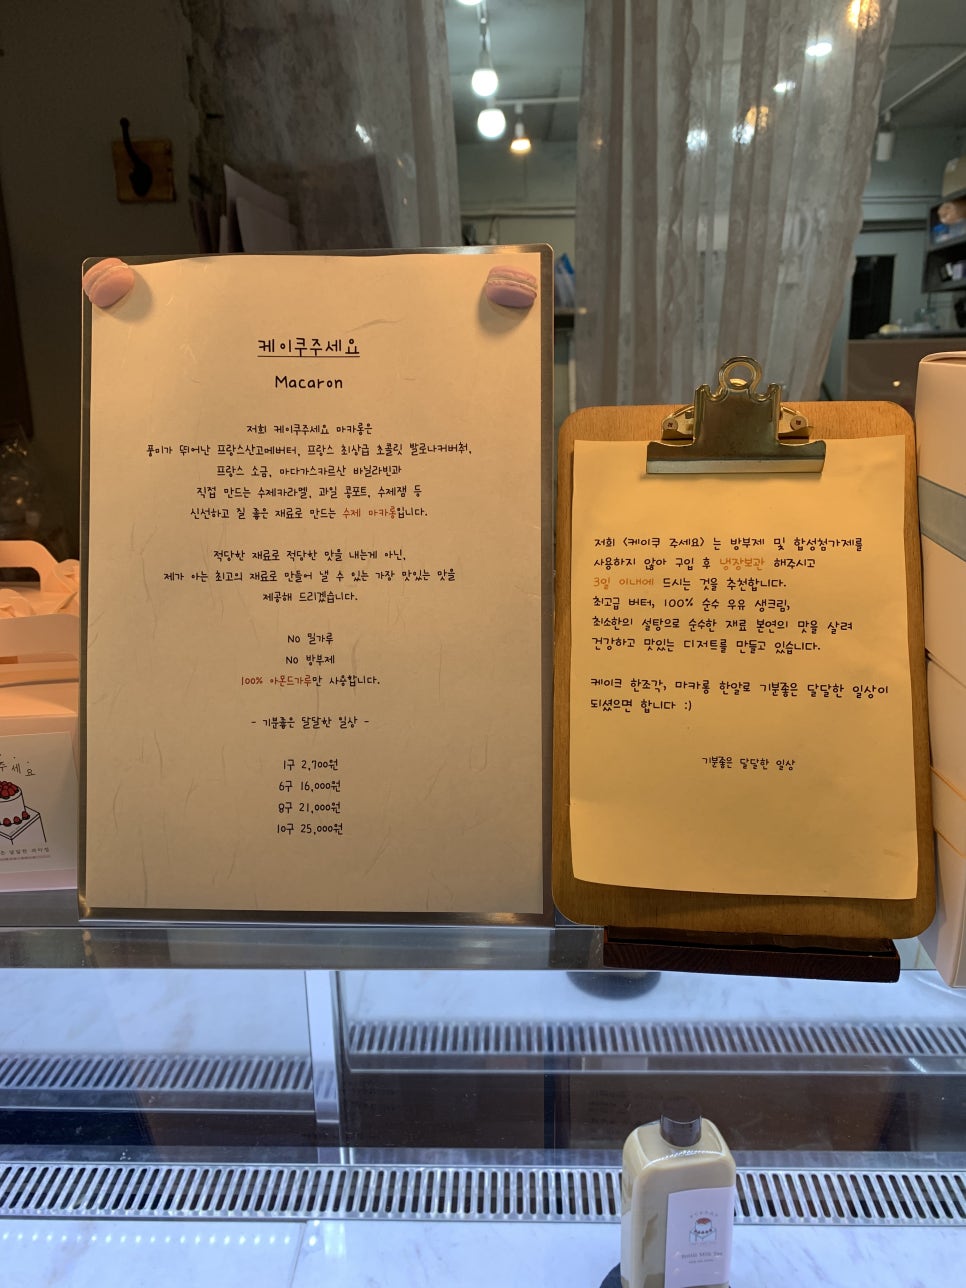 케이쿠주세요
Macaron
저희 케이쿠주세요 마카롱은
풍미가 뛰어난 프랑스산고메버터, 프랑스 최상급 초콜릿 발로나커버춰,
프랑스 소금, 마다가스카르산 바닐라빈과
직접 만드는 수제카라멜, 과일 콩포트, 수제잼 등
신선하고 질 좋은 재료로 만드는 수제 마카롱입니다.
적당한 재료로 적당한 맛을 내는게 아닌,
제가 아는 최고의 재료로 만들어 낼 수 있는 가장 맛있는 맛을
제공해 드리겠습니다.
NO 밀가루
NO 방부제
100% 아몬드가루만 사용합니다.
- 기분좋은 달달한 일상 -
1구 2,700원
6구 16,000원
8구 21,000원
10구 25,000원
저희 <케이쿠 주세요> 는 방부제 및 합성첨가제를
사용하지 않아 구입 후 냉장보관 해주시고
3일 이내에 드시는 것을 추천합니다.
최고급 버터, 100% 순수 우유 생크림,
최소한의 설탕으로 순수한 재료 본연의 맛을 살려
건강하고 맛있는 디저트를 만들고 있습니다.
케이크 한조각, 마카롱 한알로 기분좋은 달달한 일상이
되셨으면 합니다 :)
기분좋은 달달한 일상
주세요
Milk Tea